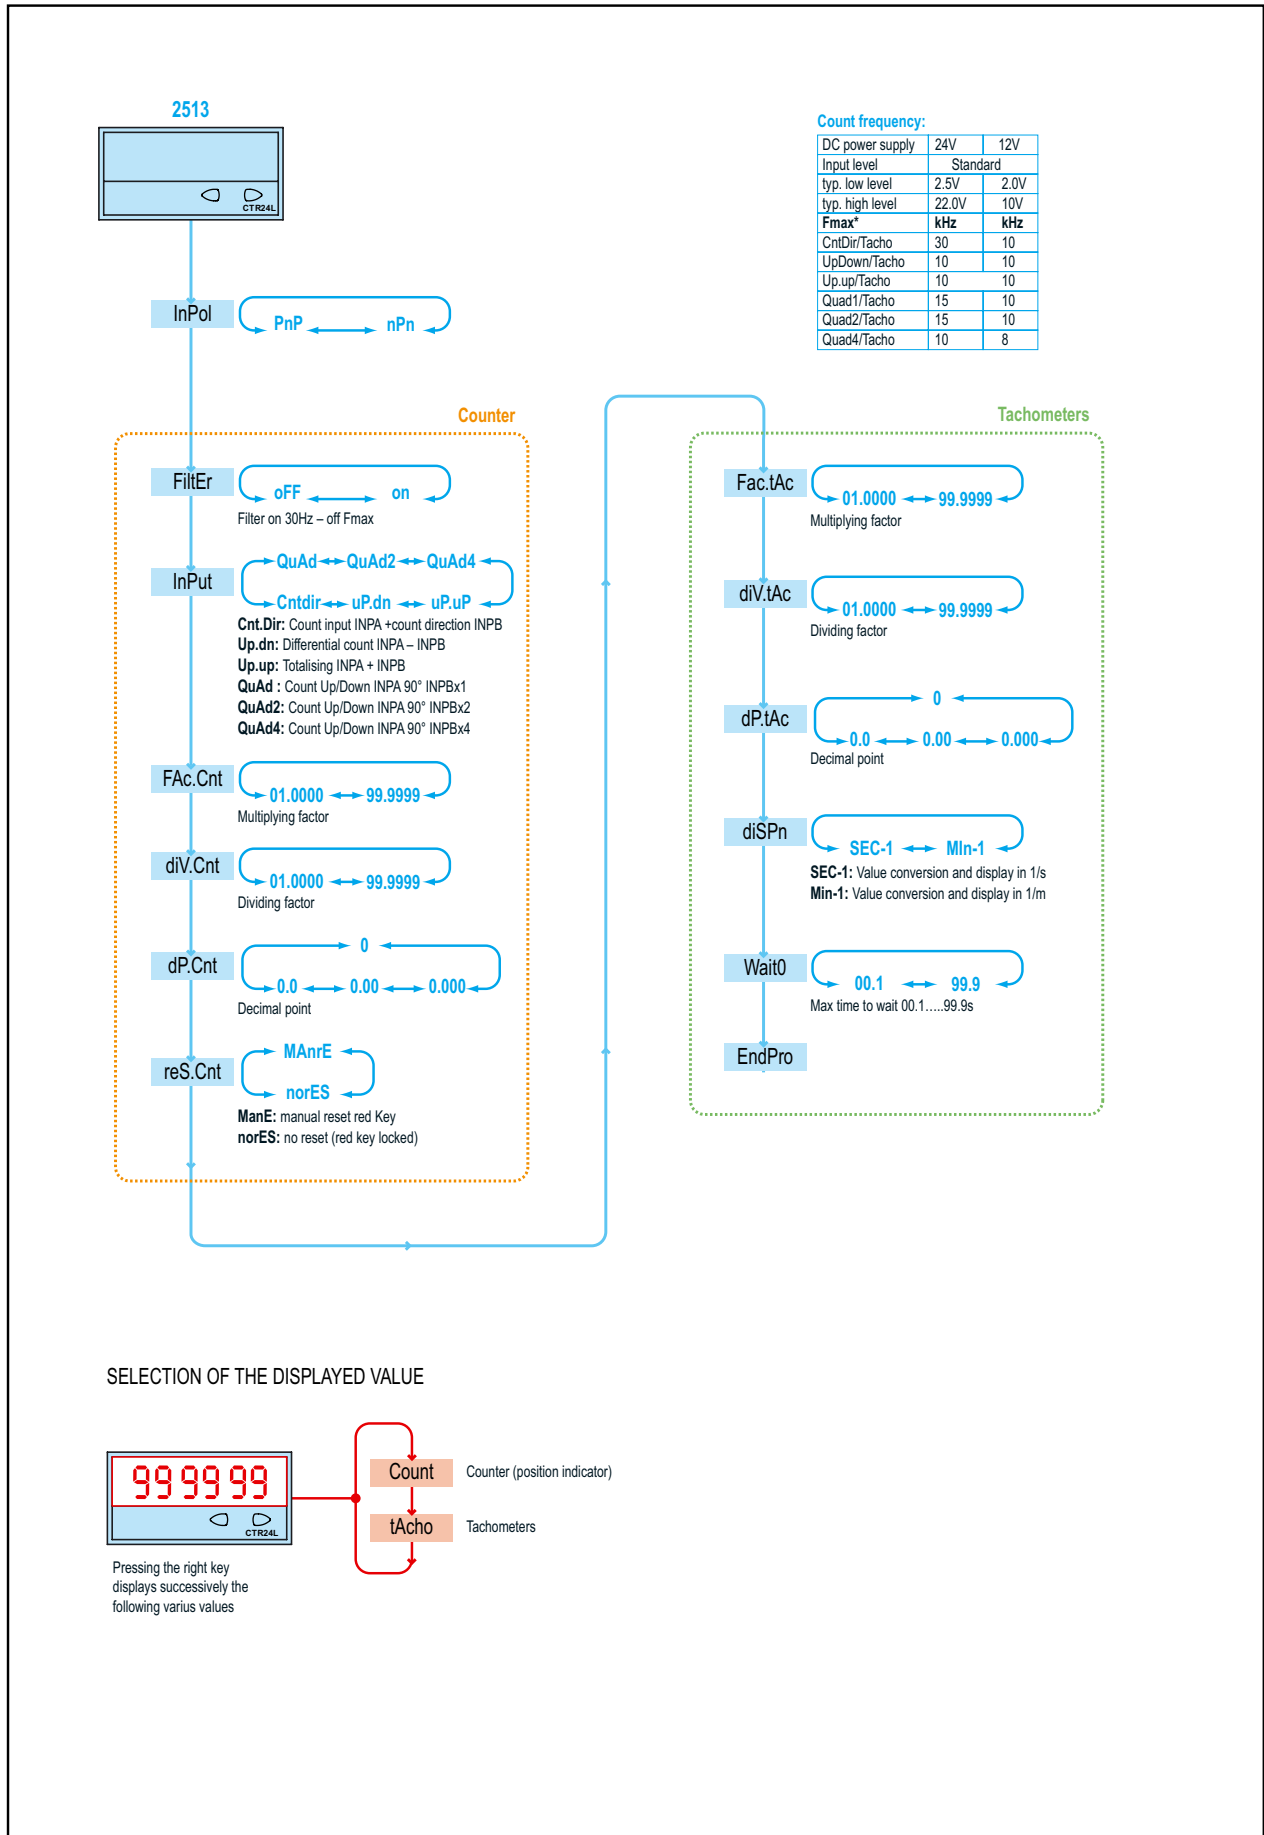 2513
CTR24L
Count frequency:
DC power supply 24V 12V
Input level Standard
typ. low level 2.5V 2.0V
typ. high level 22.0V 10V
Fmax* kHz kHz
CntDir/Tacho 30 10
UpDown/Tacho 10 10
Up.up/Tacho 10 10
Quad1/Tacho 15 10
Quad2/Tacho 15 10
Quad4/Tacho 10 8
InPol
PnP nPn
Counter
FiltEr
oFF on
Filter on 30Hz – off Fmax
InPut
QuAd QuAd2 QuAd4
Cntdir uP.dn uP.uP
Cnt.Dir: Count input INPA +count direction INPB
Up.dn: Differential count INPA – INPB
Up.up: Totalising INPA + INPB
QuAd : Count Up/Down INPA 90° INPBx1
QuAd2: Count Up/Down INPA 90° INPBx2
QuAd4: Count Up/Down INPA 90° INPBx4
FAc.Cnt
01.0000 99.9999
Multiplying factor
diV.Cnt
01.0000 99.9999
Dividing factor
dP.Cnt
0
0.0 0.00 0.000
Decimal point
reS.Cnt
MAnrE
norES
ManE: manual reset red Key
norES: no reset (red key locked)
Tachometers
Fac.tAc
01.0000 99.9999
Multiplying factor
diV.tAc
01.0000 99.9999
Dividing factor
dP.tAc
0
0.0 0.00 0.000
Decimal point
diSPn
SEC-1 MIn-1
SEC-1: Value conversion and display in 1/s
Min-1: Value conversion and display in 1/m
Wait0
00.1 99.9
Max time to wait 00.1.....99.9s
EndPro
SELECTION OF THE DISPLAYED VALUE
999999
CTR24L
Count
Counter (position indicator)
tAcho
Tachometers
Pressing the right key
displays successively the
following varius values